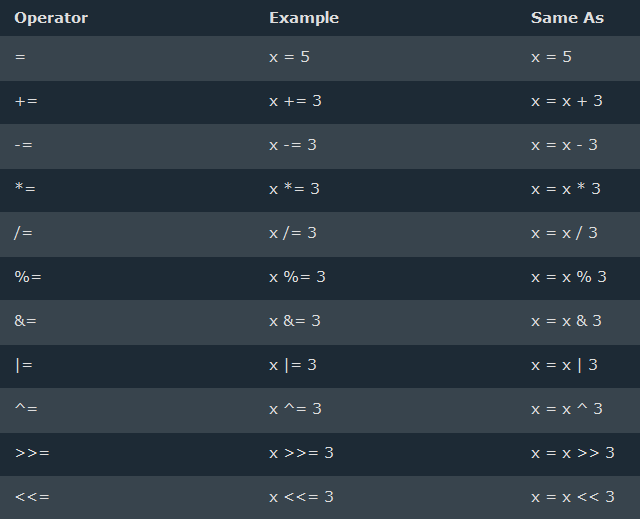 Operator Example Same As
= x = 5 x = 5
+= x += 3 x = x + 3
-= x -= 3 x = x - 3
*= x *= 3 x = x * 3
/= x /= 3 x = x / 3
%= x %= 3 x = x % 3
&= x &= 3 x = x & 3
|= x |= 3 x = x | 3
^= x ^= 3 x = x ^ 3
>>= x >>= 3 x = x >> 3
<<= x <<= 3 x = x << 3